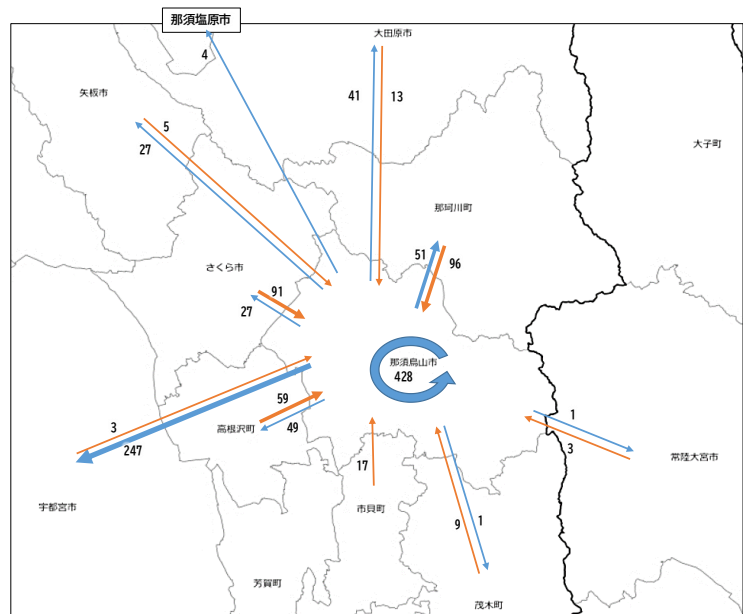 那須塩原市
大田原市
4
矢板市
41
13
5
27
大子町
那珂川町
51
96
さくら市
91
27
那須烏山市
428
59
3
高根沢町
49
247
1
3
常陸大宮市
17
宇都宮市
市貝町
9
1
芳賀町
茂木町